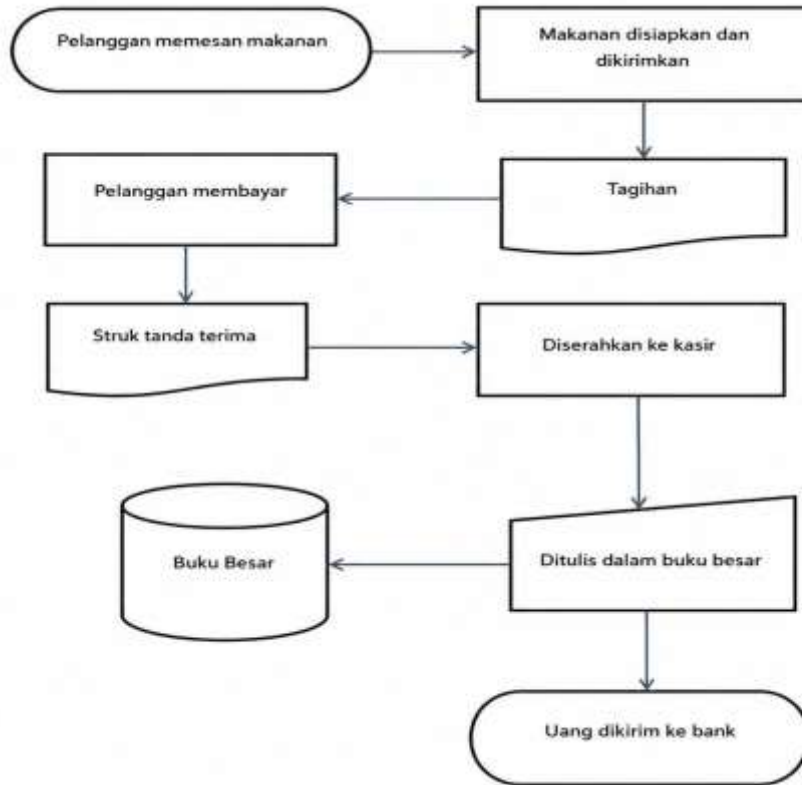 Pelanggan memesan makanan
Makanan disiapkan dan
dikirimkan
Tagihan
Pelanggan membayar
Struk tanda terima
Diserahkan ke kasir
Ditulis dalam buku besar
Buku Besar
Uang dikirim ke bank